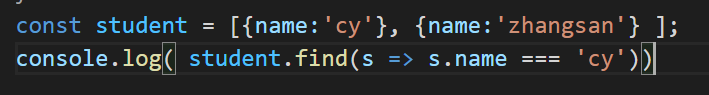 const student = [{name:'cy'}, {name:'zhangsan'} ];
console.log( student.find(s => s.name === 'cy'))